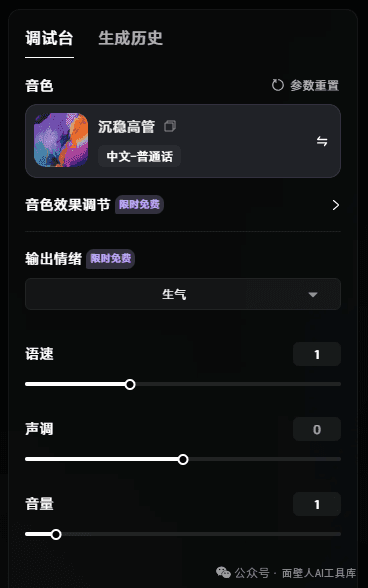 调试台 生成历史
音色 参数重置
沉稳高管
中文-普通话
音色效果调节 限时免费
输出情绪 限时免费
生气
语速 1
声调 0
音量 1
公众号 · 面壁人AI工具库